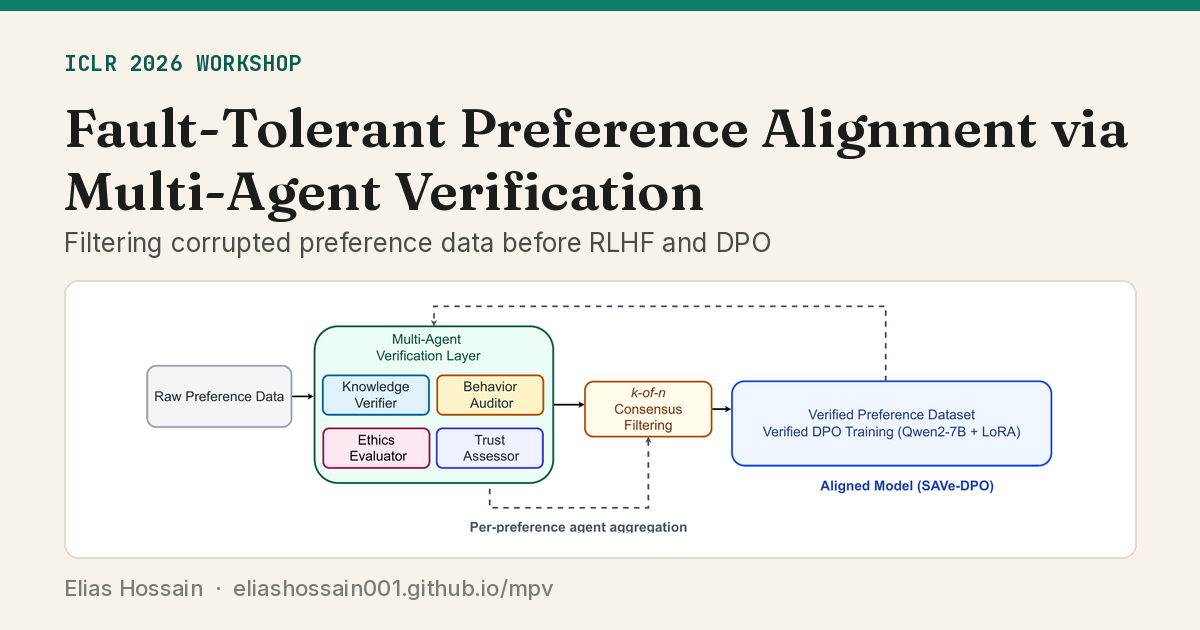 ICLR 2026 WORKSHOP
Fault-Tolerant Preference Alignment via
Multi-Agent Verification
Filtering corrupted preference data before RLHF and DPO
Raw Preference Data
Multi-Agent
Verification Layer
Knowledge
Verifier
Behavior
Auditor
Ethics
Evaluator
Trust
Assessor
k-of-n
Consensus
Filtering
Verified Preference Dataset
Verified DPO Training (Qwen2-7B + LoRA)
Aligned Model (SAVe-DPO)
Per-preference agent aggregation
Elias Hossain · eliashossain001.github.io/mpv